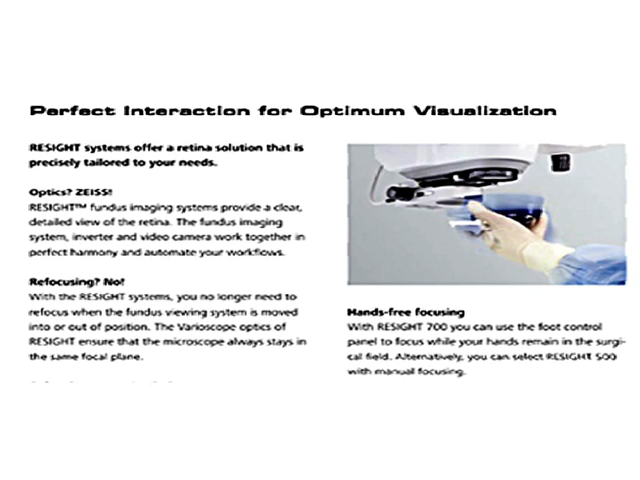 Perfect Interaction for Optimum Visualization
RESIGHT systems offer a retina solution that is
precisely tailored to your needs.
Optics? ZEISS!
RESIGHT™ fundus imaging systems provide a clear,
detailed view of the retina. The fundus imaging
system, inverter and video camera work together in
perfect harmony and automate your workflows.
Refocusing? No!
With the RESIGHT systems, you no longer need to
refocus when the fundus viewing system is moved
into or out of position. The Varioscope optics of
RESIGHT ensure that the microscope always stays in
the same focal plane.
Hands-free focusing
With RESIGHT 700 you can use the foot control
panel to focus while your hands remain in the surgi-
cal field. Alternatively, you can select RESIGHT 500
with manual focusing.